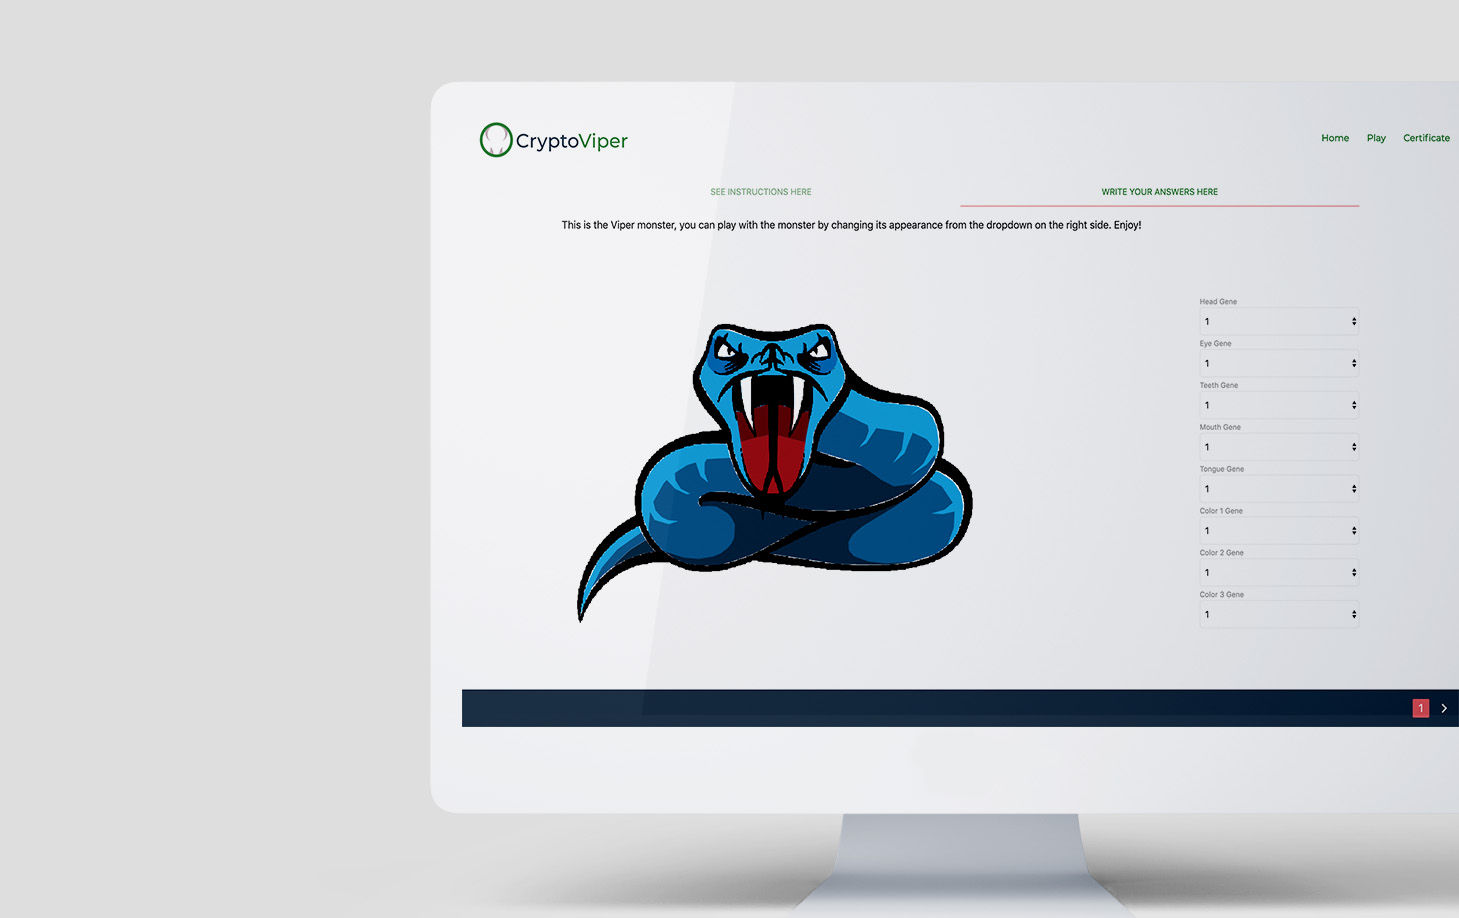 CryptoViper
Home Play Certificate
SEE INSTRUCTIONS HERE
WRITE YOUR ANSWERS HERE
This is the Viper monster, you can play with the monster by changing its appearance from the dropdown on the right side. Enjoy!
Head Gene
1
Eye Gene
1
Teeth Gene
1
Mouth Gene
1
Tongue Gene
1
Color 1 Gene
1
Color 2 Gene
1
Color 3 Gene
1
1